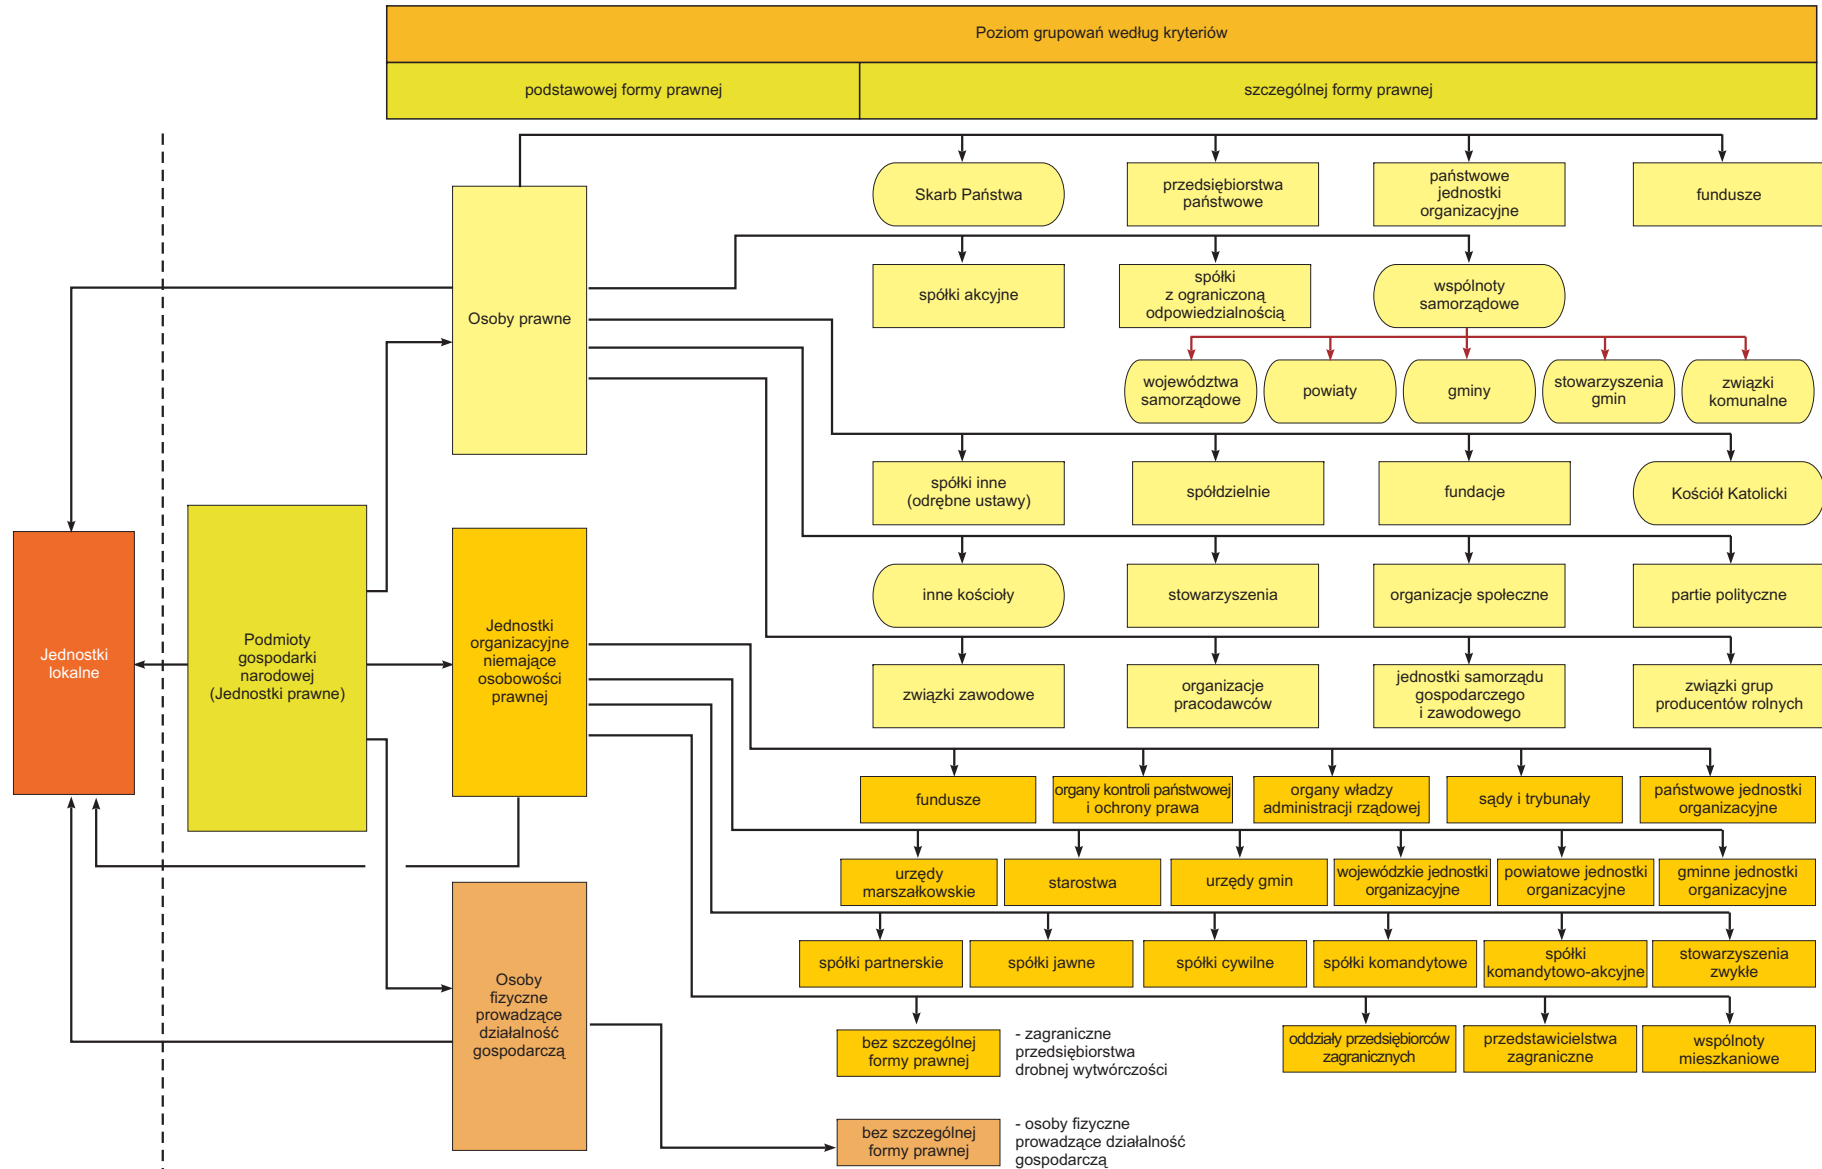 Poziom grupowań według kryteriów
podstawowej formy prawnej
szczególnej formy prawnej
Skarb Państwa
przedsiębiorstwa
państwowe
państwowe
jednostki
organizacyjne
fundusze
Osoby prawne
spółki akcyjne
spółki
z ograniczoną
odpowiedzialnością
wspólnoty
samorządowe
województwa
samorządowe
powiaty
gminy
stowarzyszenia
gmin
związki
komunalne
spółki inne
(odrębne ustawy)
spółdzielnie
fundacje
Kościół Katolicki
inne kościoły
stowarzyszenia
organizacje społeczne
partie polityczne
Jednostki
lokalne
Podmioty
gospodarki
narodowej
(Jednostki prawne)
Jednostki
organizacyjne
niemające
osobowości
prawnej
związki zawodowe
organizacje
pracodawców
jednostki samorządu
gospodarczego
i zawodowego
związki grup
producentów rolnych
fundusze
organy kontroli państwowej
i ochrony prawa
organy władzy
administracji rządowej
sądy i trybunały
państwowe jednostki
organizacyjne
urzędy
marszałkowskie
starostwa
urzędy gmin
wojewódzkie jednostki
organizacyjne
powiatowe jednostki
organizacyjne
gminne jednostki
organizacyjne
spółki partnerskie
spółki jawne
spółki cywilne
spółki komandytowe
spółki
komandytowo-akcyjne
stowarzyszenia
zwykłe
Osoby
fizyczne
prowadzące
działalność
gospodarczą
bez szczególnej
formy prawnej
- zagraniczne
przedsiębiorstwa
drobnej wytwórczości
oddziały przedsiębiorców
zagranicznych
przedstawicielstwa
zagraniczne
wspólnoty
mieszkaniowe
bez szczególnej
formy prawnej
- osoby fizyczne
prowadzące działalność
gospodarczą